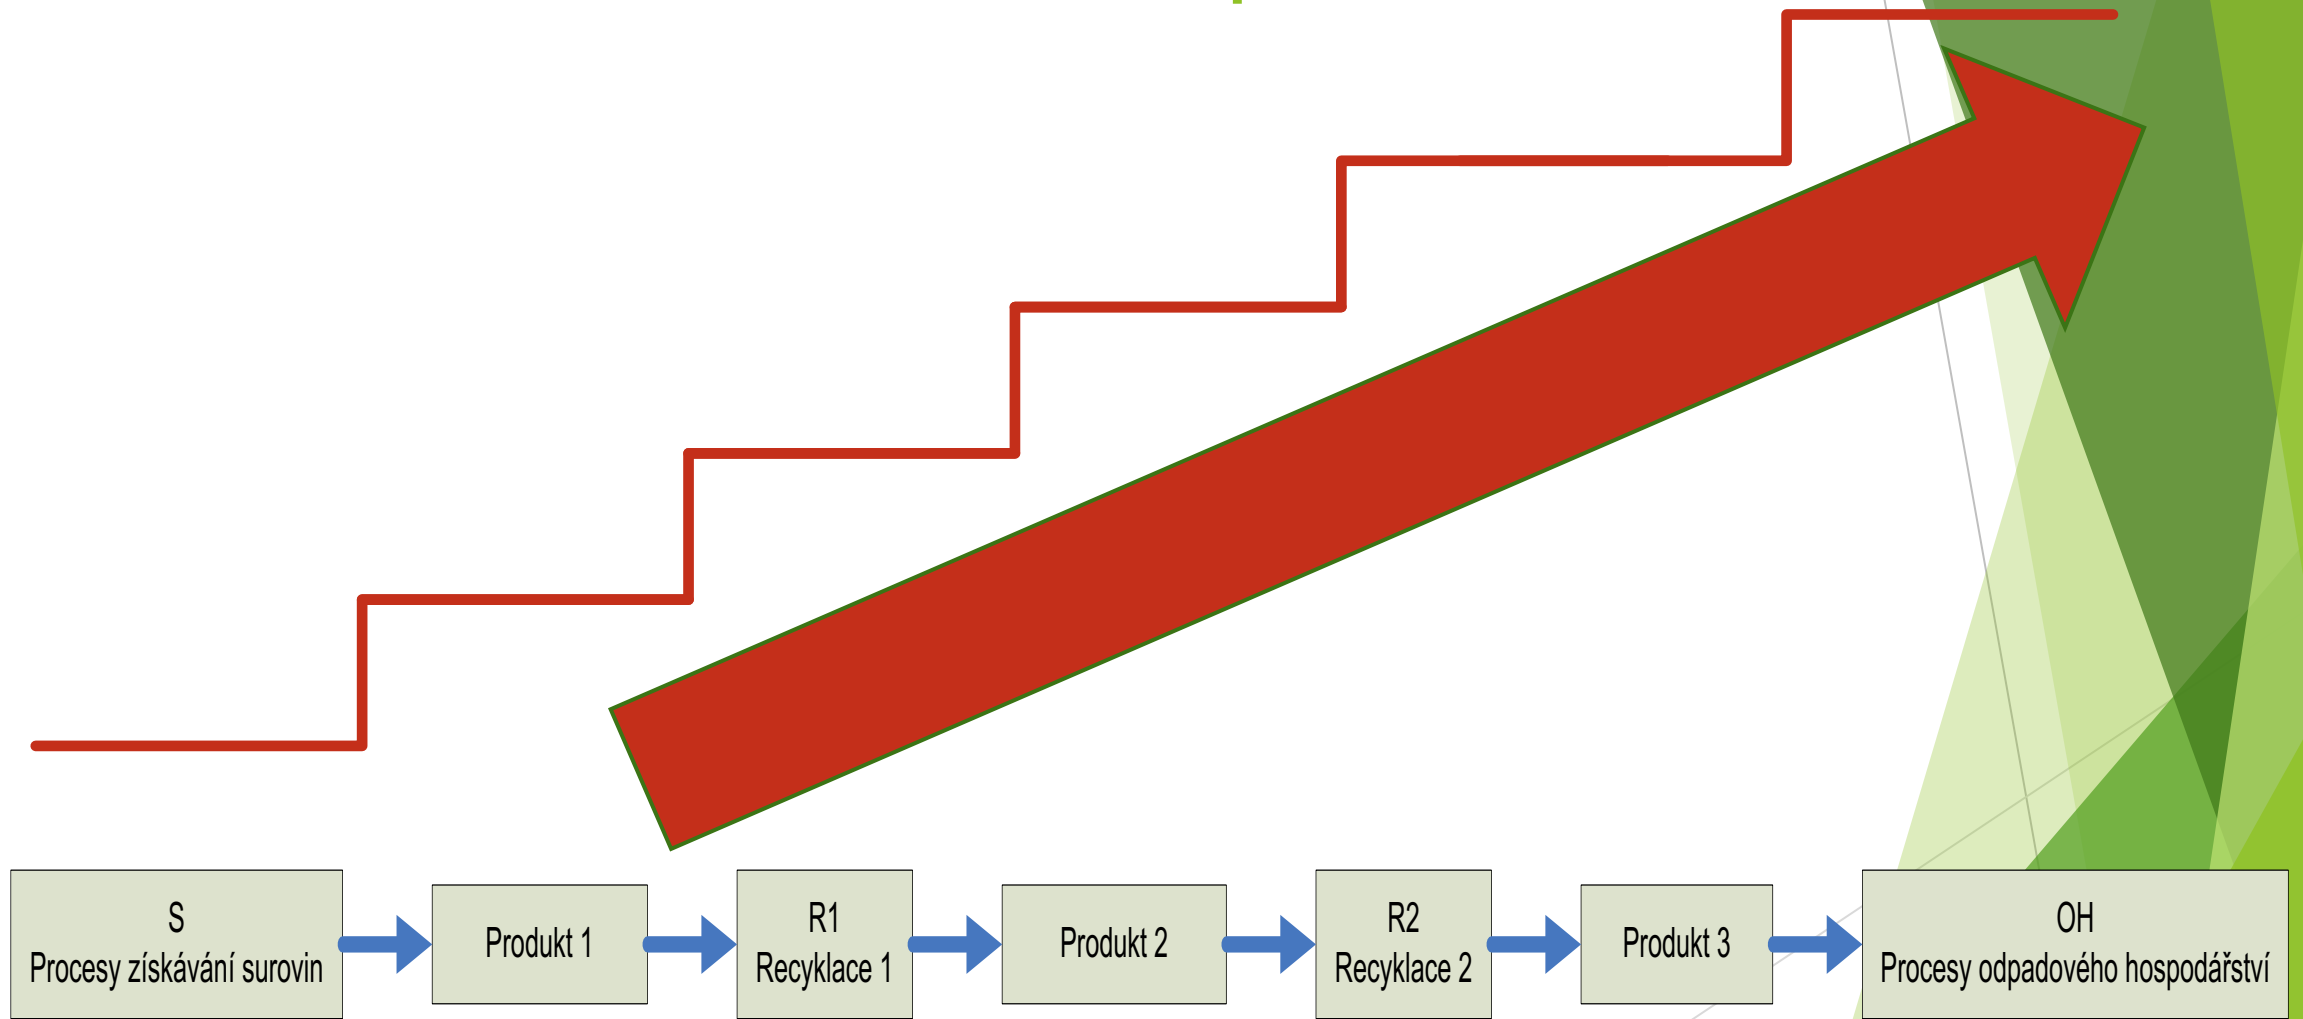 S
Procesy získávání surovin
Produkt 1
R1
Recyklace 1
Produkt 2
R2
Recyklace 2
Produkt 3
OH
Procesy odpadového hospodářství